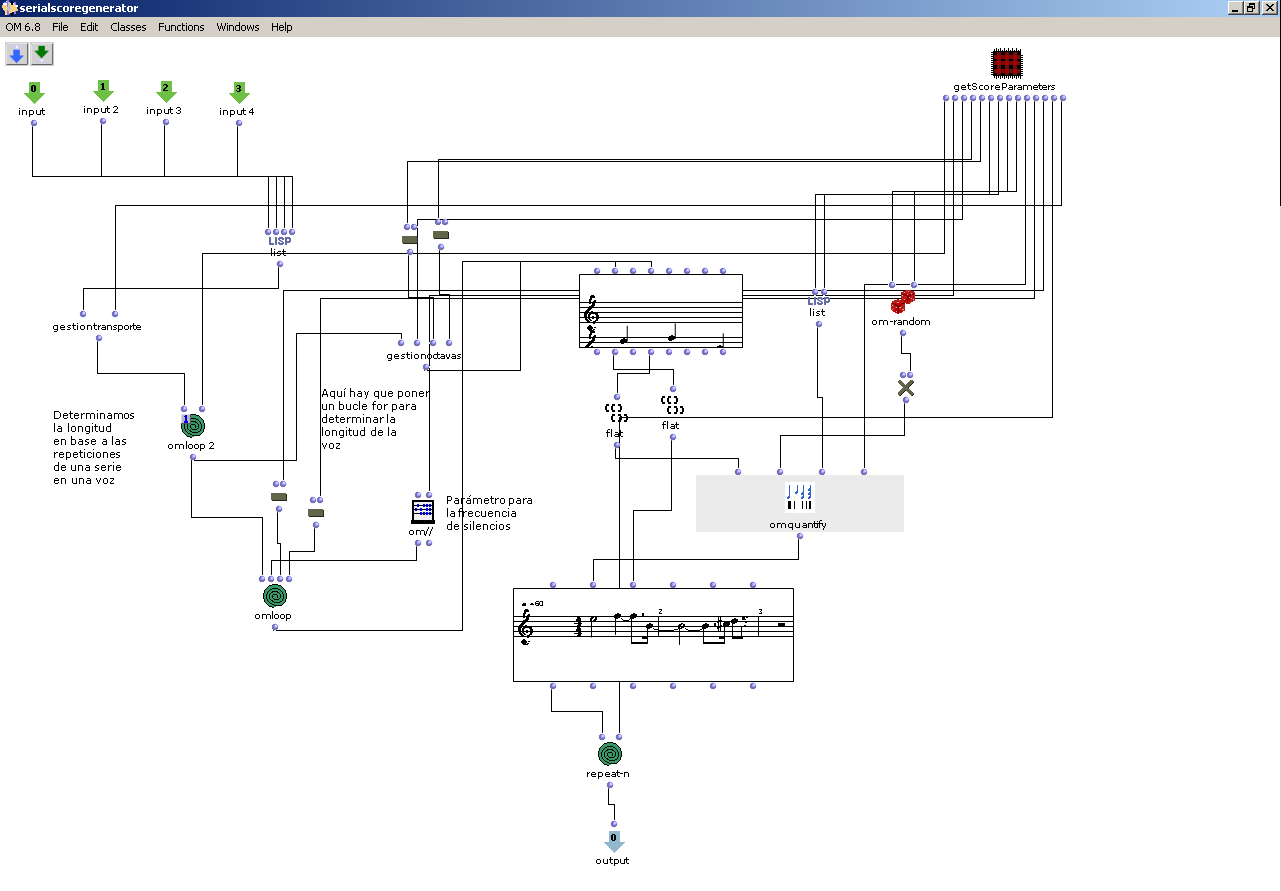 serialscoregenerator
OM 6.8 File Edit Classes Functions Windows Help
0 1 2 3
input input 2 input 3 input 4
getScoreParameters
LISP
list
gestiontransporte
gestionoctavas
LISP
list
om-random
Aquí hay que poner
un bucle for para
determinar la
longitud de la
voz
Determinamos
la longitud
en base a las
repeticiones
de una serie
en una voz
1
omloop 2
flat
flat
Parámetro para
la frecuencia
de silencios
om//
omquantify
omloop
=60
2
3
repeat-n
0
output